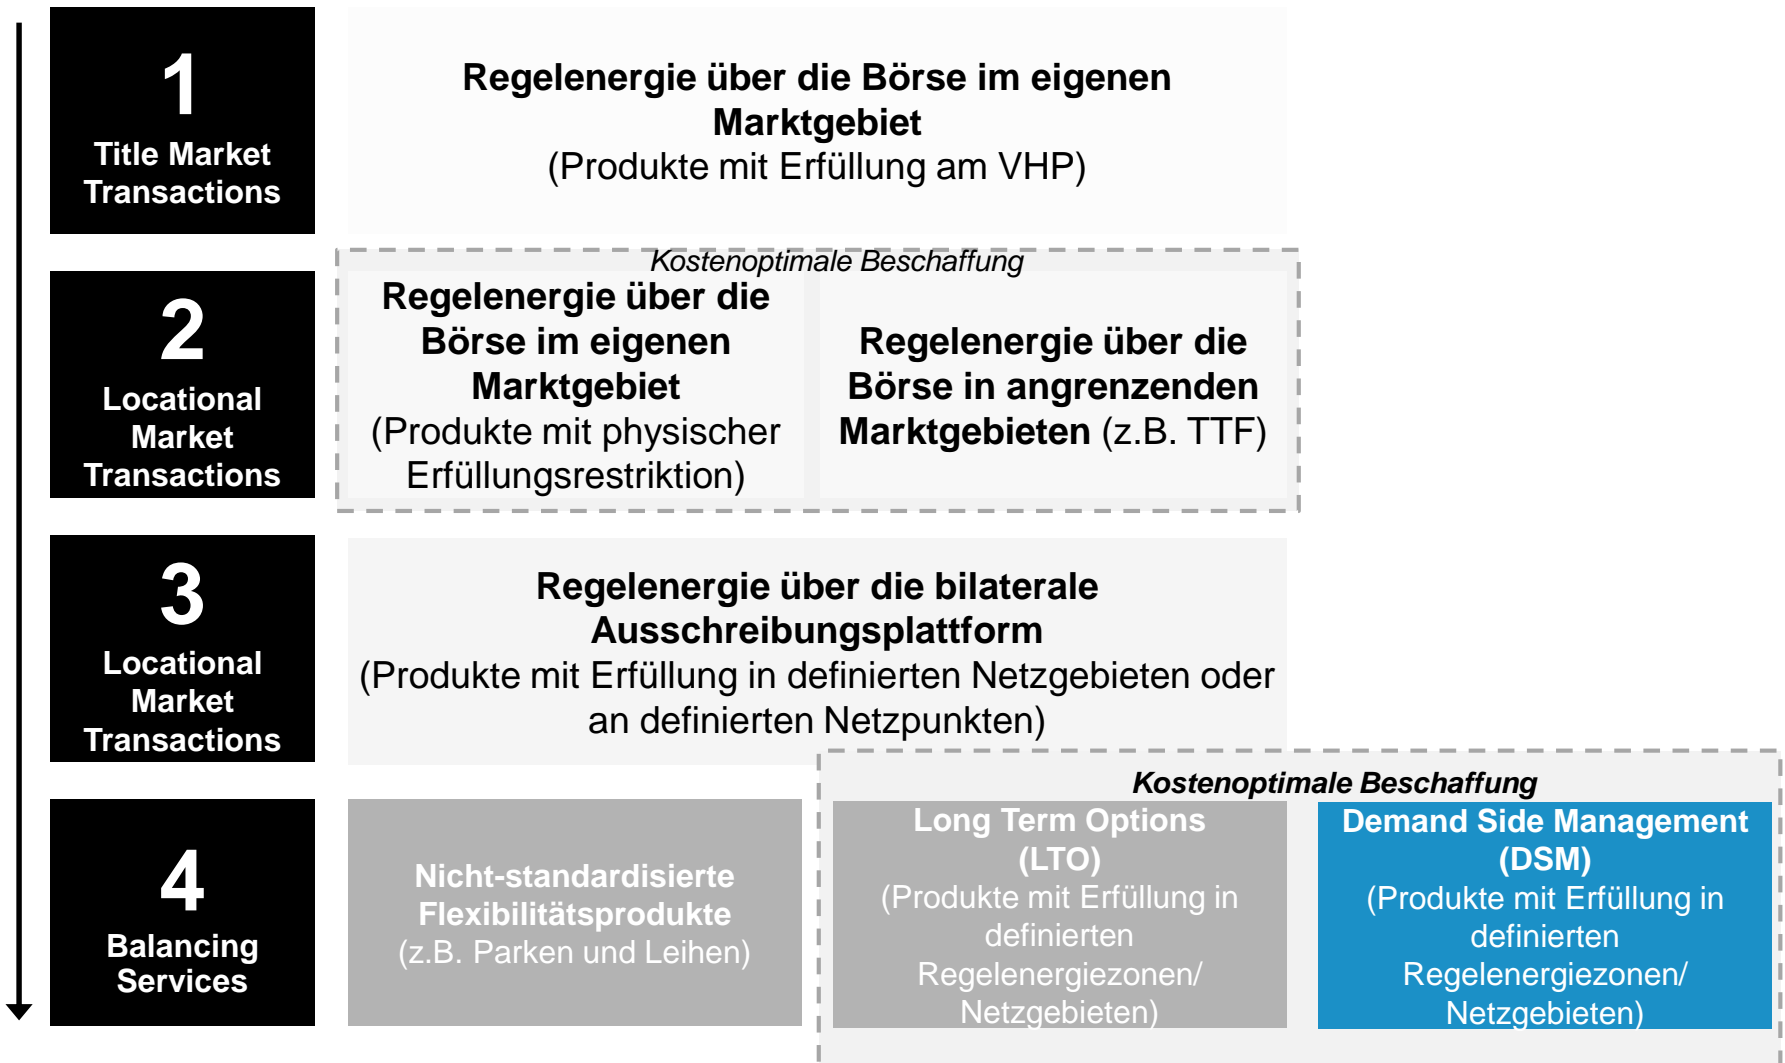 1
Title Market
Transactions
Regelenergie über die Börse im eigenen
Marktgebiet
(Produkte mit Erfüllung am VHP)
Kostenoptimale Beschaffung
2
Locational
Market
Transactions
Regelenergie über die
Börse im eigenen
Marktgebiet
(Produkte mit physischer
Erfüllungsrestriktion)
Regelenergie über die
Börse in angrenzenden
Marktgebieten (z.B. TTF)
3
Locational
Market
Transactions
Regelenergie über die bilaterale
Ausschreibungsplattform
(Produkte mit Erfüllung in definierten Netzgebieten oder
an definierten Netzpunkten)
4
Balancing
Services
Nicht-standardisierte
Flexibilitätsprodukte
(z.B. Parken und Leihen)
Kostenoptimale Beschaffung
Long Term Options
(LTO)
(Produkte mit Erfüllung in
definierten
Regelenergiezonen/
Netzgebieten)
Demand Side Management
(DSM)
(Produkte mit Erfüllung in
definierten
Regelenergiezonen/
Netzgebieten)